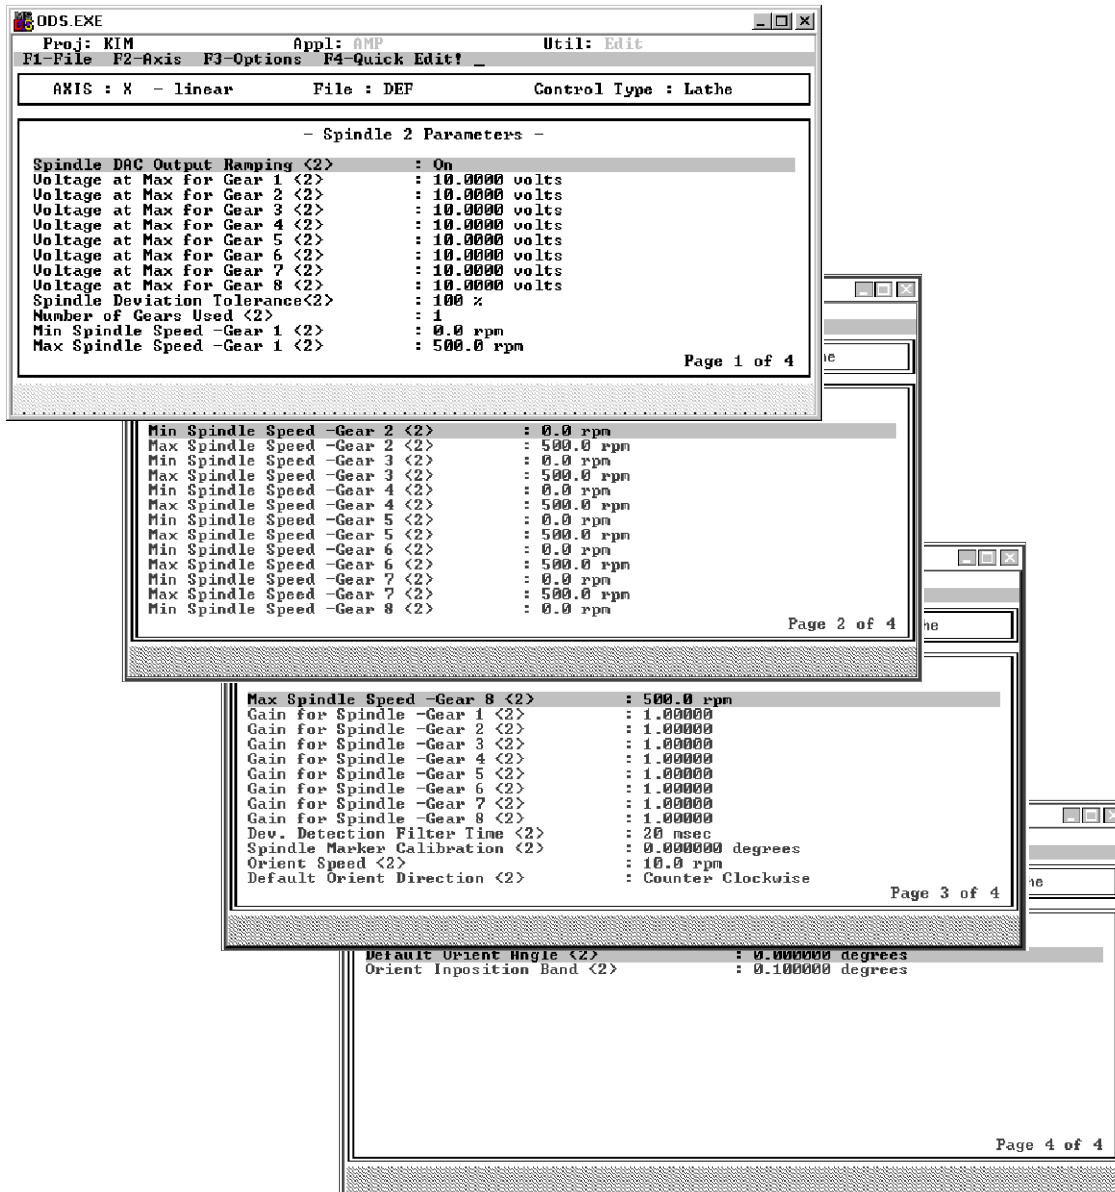 ODS.EXE
Proj: KIM Appl: AMP Util: Edit
F1-File F2-Axis F3-Options F4-Quick Edit! _
AXIS : X - linear File : DEF Control Type : Lathe
- Spindle 2 Parameters -
Spindle DAC Output Ramping <2> : On
Voltage at Max for Gear 1 <2> : 10.0000 volts
Voltage at Max for Gear 2 <2> : 10.0000 volts
Voltage at Max for Gear 3 <2> : 10.0000 volts
Voltage at Max for Gear 4 <2> : 10.0000 volts
Voltage at Max for Gear 5 <2> : 10.0000 volts
Voltage at Max for Gear 6 <2> : 10.0000 volts
Voltage at Max for Gear 7 <2> : 10.0000 volts
Voltage at Max for Gear 8 <2> : 10.0000 volts
Spindle Deviation Tolerance<2> : 100 %
Number of Gears Used <2> : 1
Min Spindle Speed -Gear 1 <2> : 0.0 rpm
Max Spindle Speed -Gear 1 <2> : 500.0 rpm
Page 1 of 4
he
Min Spindle Speed -Gear 2 <2> : 0.0 rpm
Max Spindle Speed -Gear 2 <2> : 500.0 rpm
Min Spindle Speed -Gear 3 <2> : 0.0 rpm
Max Spindle Speed -Gear 3 <2> : 500.0 rpm
Min Spindle Speed -Gear 4 <2> : 0.0 rpm
Max Spindle Speed -Gear 4 <2> : 500.0 rpm
Min Spindle Speed -Gear 5 <2> : 0.0 rpm
Max Spindle Speed -Gear 5 <2> : 500.0 rpm
Min Spindle Speed -Gear 6 <2> : 0.0 rpm
Max Spindle Speed -Gear 6 <2> : 500.0 rpm
Min Spindle Speed -Gear 7 <2> : 0.0 rpm
Max Spindle Speed -Gear 7 <2> : 500.0 rpm
Min Spindle Speed -Gear 8 <2> : 0.0 rpm
Page 2 of 4
he
Max Spindle Speed -Gear 8 <2> : 500.0 rpm
Gain for Spindle -Gear 1 <2> : 1.00000
Gain for Spindle -Gear 2 <2> : 1.00000
Gain for Spindle -Gear 3 <2> : 1.00000
Gain for Spindle -Gear 4 <2> : 1.00000
Gain for Spindle -Gear 5 <2> : 1.00000
Gain for Spindle -Gear 6 <2> : 1.00000
Gain for Spindle -Gear 7 <2> : 1.00000
Gain for Spindle -Gear 8 <2> : 1.00000
Dev. Detection Filter Time <2> : 20 msec
Spindle Marker Calibration <2> : 0.000000 degrees
Orient Speed <2> : 10.0 rpm
Default Orient Direction <2> : Counter Clockwise
Page 3 of 4
he
Default Orient Angle <2> : 0.000000 degrees
Orient Inposition Band <2> : 0.100000 degrees
Page 4 of 4